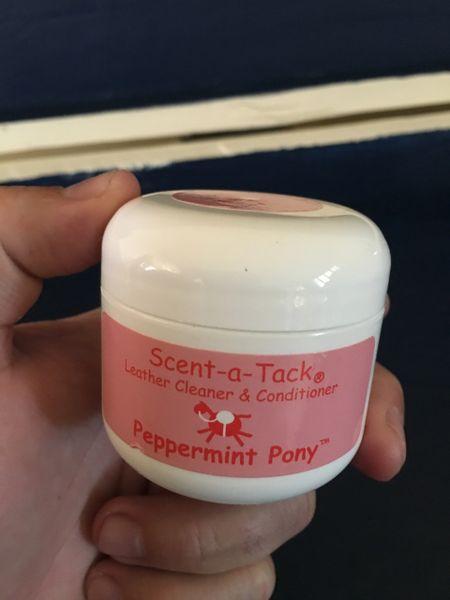 Scent-a-Tack®
Leather Cleaner & Conditioner
Peppermint Pony™